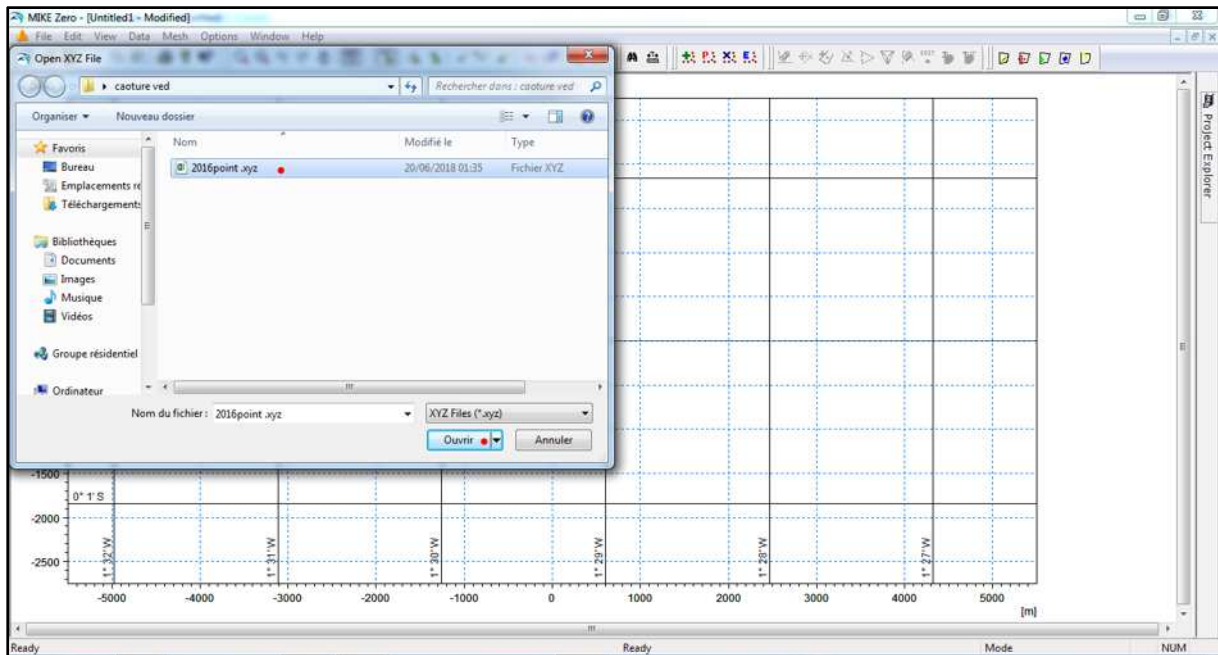 MIKE Zero - [Untitled1 - Modified]
File Edit View Data Mesh Options Window Help
Open XYZ File
caoture ved
Rechercher dans : caoture ved
Organiser Nouveau dossier
Nom Modifié le Type
Favoris
Bureau
Emplacements ré
Téléchargements
Bibliothèques
Documents
Images
Musique
Vidéos
Groupe résidentiel
Ordinateur
2016point .xyz 20/06/2018 01:35 Fichier XYZ
Nom du fichier : 2016point .xyz XYZ Files (*.xyz)
Ouvrir Annuler
Project Explorer
-1500
0° 1' S
-2000
-2500
1° 32' W 1° 31' W 1° 30' W 1° 29' W 1° 28' W 1° 27' W
-5000 -4000 -3000 -2000 -1000 0 1000 2000 3000 4000 5000
[m]
Ready Ready Mode NUM